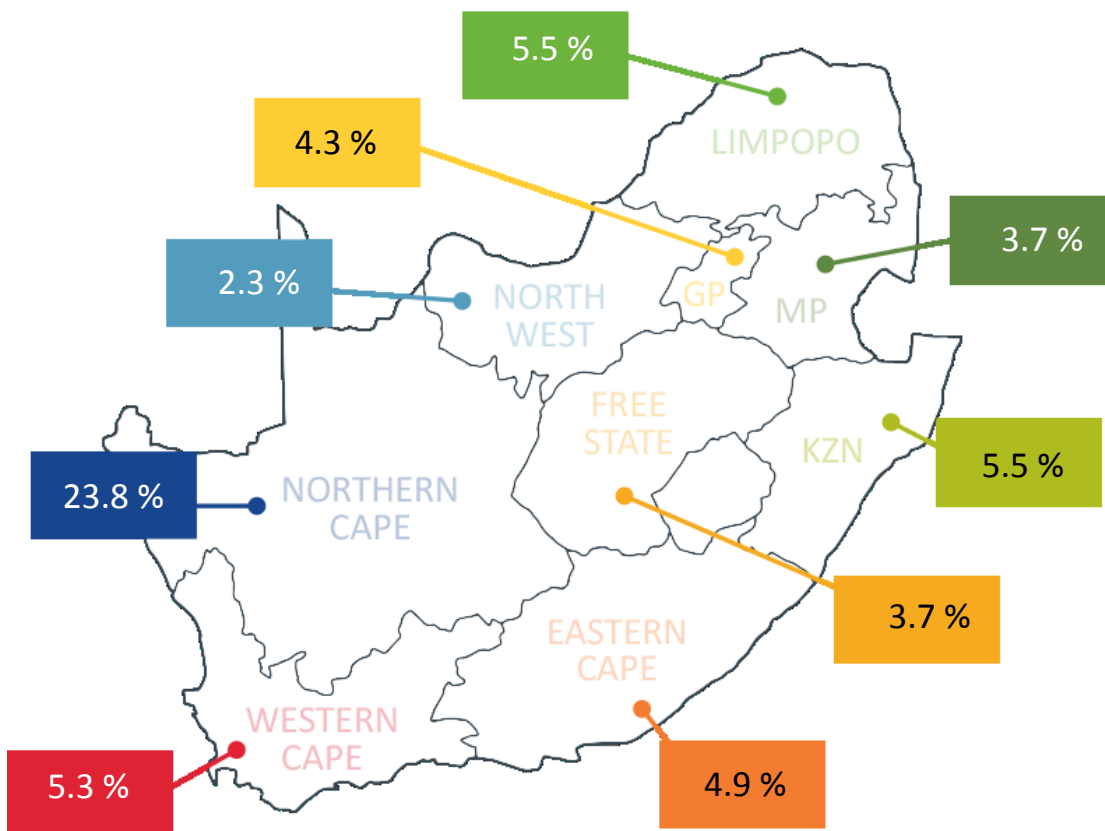 5.5 %
4.3 %
LIMPOPO
3.7 %
2.3 %
NORTH
WEST
GP
MP
FREE
STATE
KZN
5.5 %
23.8 %
NORTHERN
CAPE
3.7 %
EASTERN
CAPE
WESTERN
CAPE
5.3 %
4.9 %